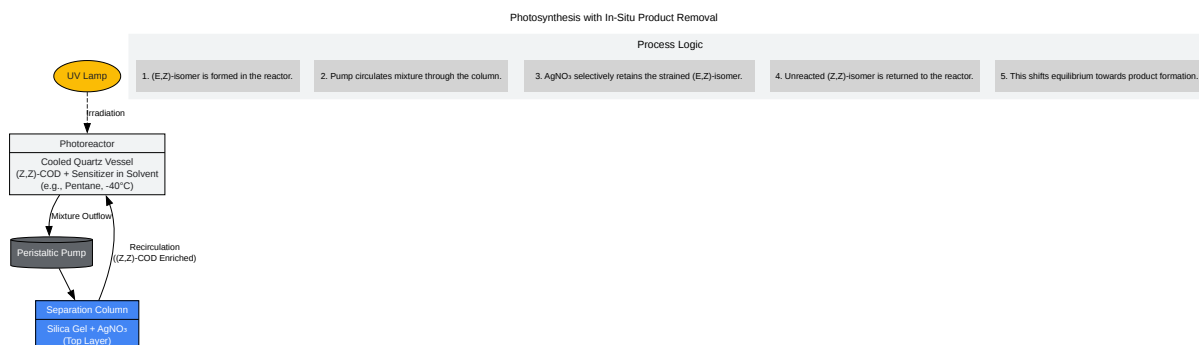 Photosynthesis with In-Situ Product Removal
Process Logic
UV Lamp
1. (E,Z)-isomer is formed in the reactor.
2. Pump circulates mixture through the column.
3. AgNO₃ selectively retains the strained (E,Z)-isomer.
4. Unreacted (Z,Z)-isomer is returned to the reactor.
5. This shifts equilibrium towards product formation.
Irradiation
Photoreactor
Cooled Quartz Vessel
(Z,Z)-COD + Sensitizer in Solvent
(e.g., Pentane, -40°C)
Mixture Outflow
Recirculation
((Z,Z)-COD Enriched)
Peristaltic Pump
Separation Column
Silica Gel + AgNO₃
(Top Layer)